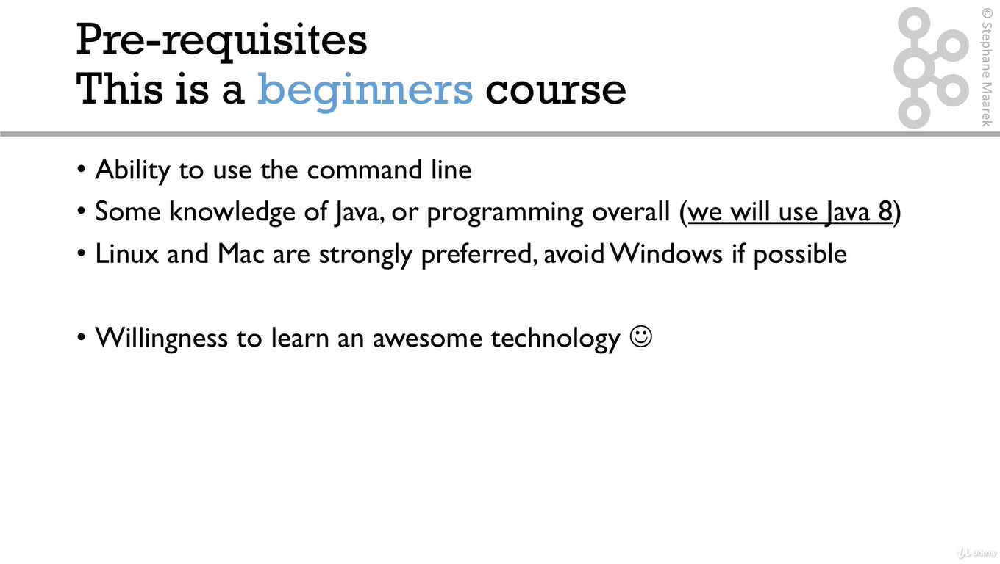 Pre-requisites
This is a beginners course
© Stephane Maarek
• Ability to use the command line
• Some knowledge of Java, or programming overall (we will use Java 8)
• Linux and Mac are strongly preferred, avoid Windows if possible
• Willingness to learn an awesome technology ☺
Udemy